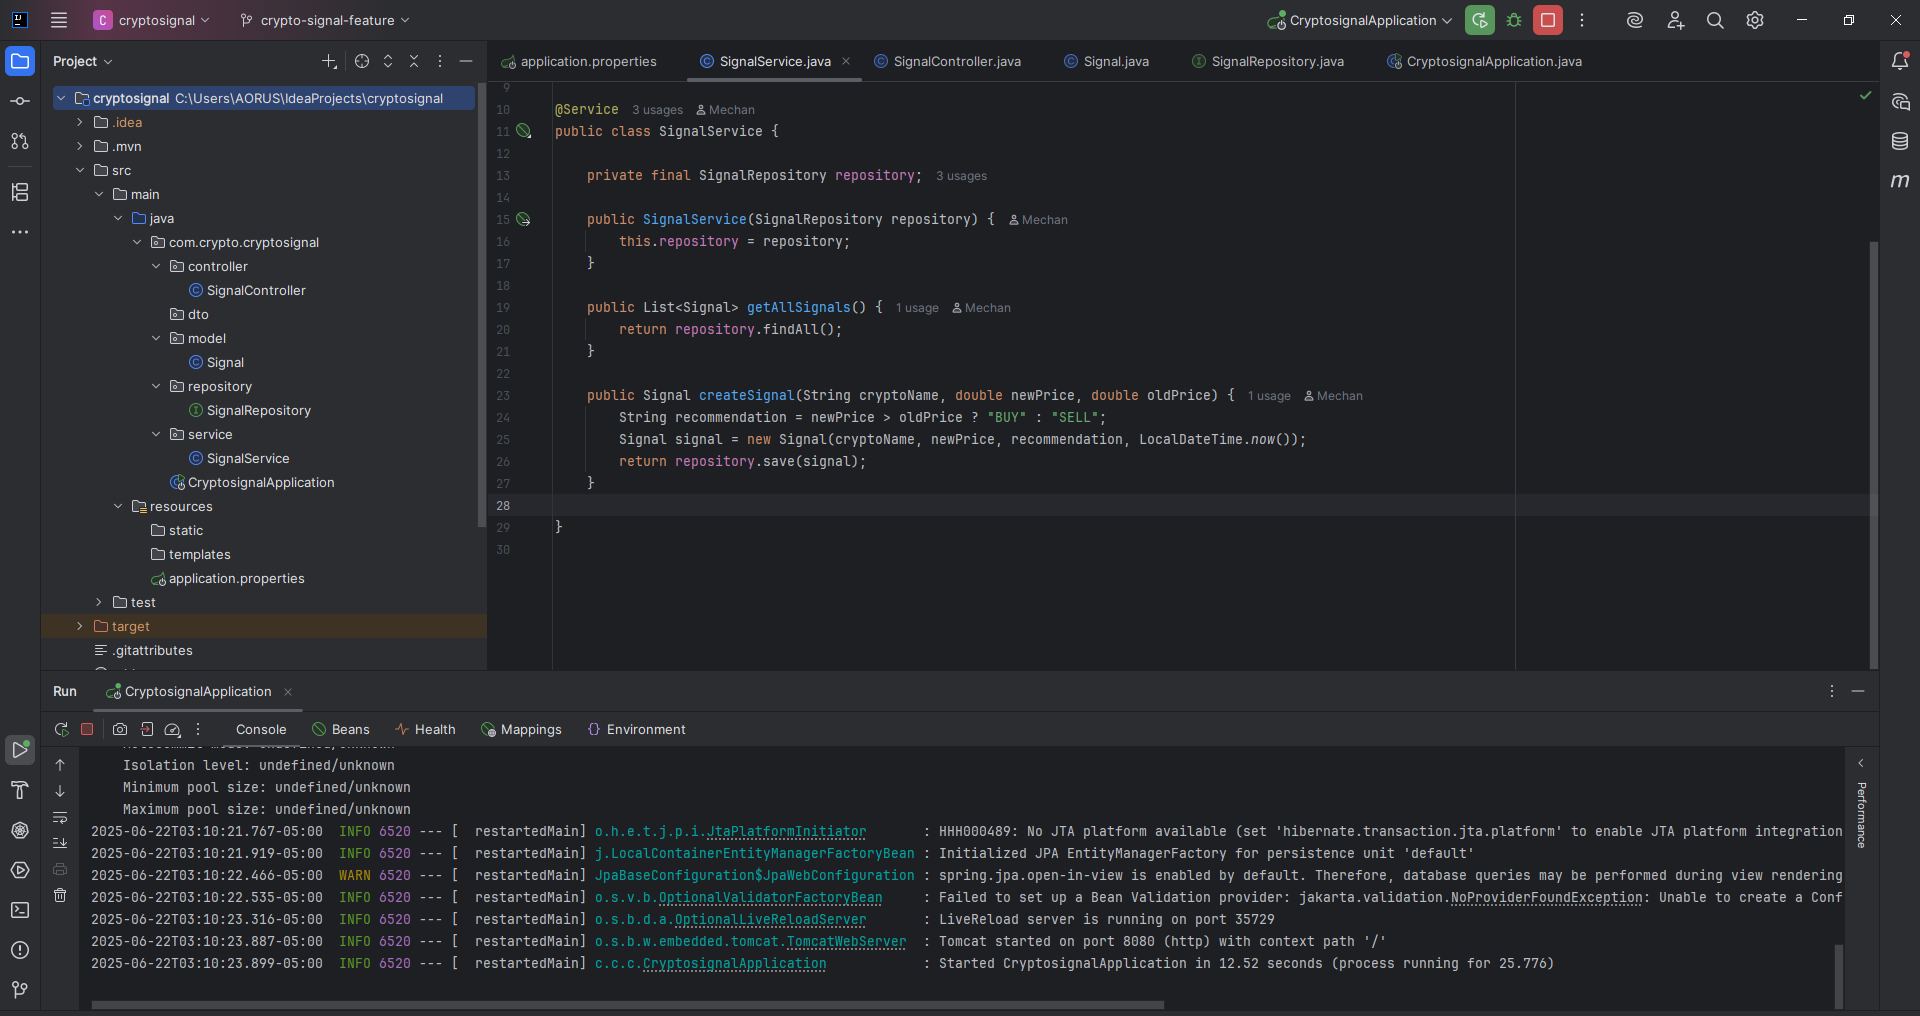 C cryptosignal crypto-signal-feature CryptosignalApplication
Project
application.properties SignalService.java SignalController.java Signal.java SignalRepository.java CryptosignalApplication.java
cryptosignal C:\Users\AORUS\IdeaProjects\cryptosignal
.idea
.mvn
src
main
java
com.crypto.cryptosignal
controller
SignalController
dto
model
Signal
repository
SignalRepository
service
SignalService
CryptosignalApplication
resources
static
templates
application.properties
test
target
.gitattributes
9
10 @Service 3 usages Mechan
11 public class SignalService {
12
13 private final SignalRepository repository; 3 usages
14
15 public SignalService(SignalRepository repository) { Mechan
16 this.repository = repository;
17 }
18
19 public List<Signal> getAllSignals() { 1 usage Mechan
20 return repository.findAll();
21 }
22
23 public Signal createSignal(String cryptoName, double newPrice, double oldPrice) { 1 usage Mechan
24 String recommendation = newPrice > oldPrice ? "BUY" : "SELL";
25 Signal signal = new Signal(cryptoName, newPrice, recommendation, LocalDateTime.now());
26 return repository.save(signal);
27 }
28
29 }
30
Run CryptosignalApplication
Console Beans Health Mappings Environment
Isolation level: undefined/unknown
Minimum pool size: undefined/unknown
Maximum pool size: undefined/unknown
2025-06-22T03:10:21.767-05:00 INFO 6520 --- [ restartedMain] o.h.e.t.j.p.i.JtaPlatformInitiator : HHH000489: No JTA platform available (set 'hibernate.transaction.jta.platform' to enable JTA platform integration
2025-06-22T03:10:21.919-05:00 INFO 6520 --- [ restartedMain] j.LocalContainerEntityManagerFactoryBean : Initialized JPA EntityManagerFactory for persistence unit 'default'
2025-06-22T03:10:22.466-05:00 WARN 6520 --- [ restartedMain] JpaBaseConfiguration$JpaWebConfiguration : spring.jpa.open-in-view is enabled by default. Therefore, database queries may be performed during view rendering
2025-06-22T03:10:22.535-05:00 INFO 6520 --- [ restartedMain] o.s.v.b.OptionalValidatorFactoryBean : Failed to set up a Bean Validation provider: jakarta.validation.NoProviderFoundException: Unable to create a Conf
2025-06-22T03:10:23.316-05:00 INFO 6520 --- [ restartedMain] o.s.b.d.a.OptionalLiveReloadServer : LiveReload server is running on port 35729
2025-06-22T03:10:23.887-05:00 INFO 6520 --- [ restartedMain] o.s.b.w.embedded.tomcat.TomcatWebServer : Tomcat started on port 8080 (http) with context path '/'
2025-06-22T03:10:23.899-05:00 INFO 6520 --- [ restartedMain] c.c.c.CryptosignalApplication : Started CryptosignalApplication in 12.52 seconds (process running for 25.776)
Performance